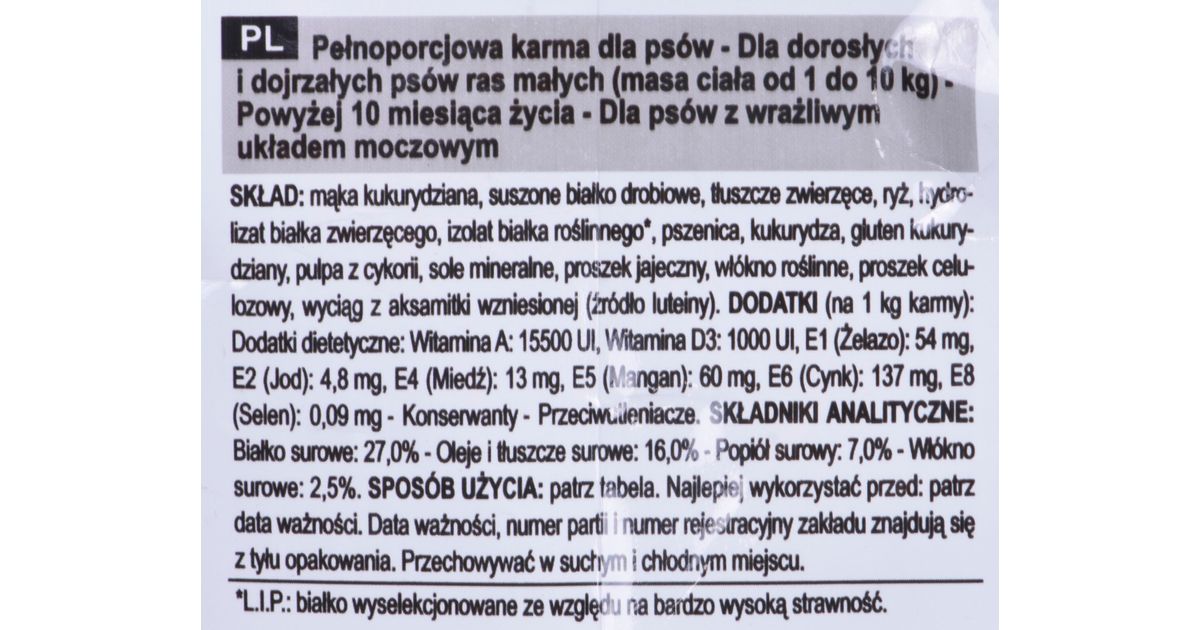 PL Pełnoporcjowa karma dla psów - Dla dorosłych
i dojrzałych psów ras małych (masa ciała od 1 do 10 kg) -
Powyżej 10 miesiąca życia - Dla psów z wrażliwym
układem moczowym
SKŁAD: mąka kukurydziana, suszone białko drobiowe, tłuszcze zwierzęce, ryż, hydro-
lizat białka zwierzęcego, izolat białka roślinnego*, pszenica, kukurydza, gluten kukury-
dziany, pulpa z cykorii, sole mineralne, proszek jajeczny, włókno roślinne, proszek celu-
lozowy, wyciąg z aksamitki wzniesionej (źródło luteiny). DODATKI (na 1 kg karmy):
Dodatki dietetyczne: Witamina A: 15500 UI, Witamina D3: 1000 UI, E1 (Żelazo): 54 mg,
E2 (Jod): 4,8 mg, E4 (Miedź): 13 mg, E5 (Mangan): 60 mg, E6 (Cynk): 137 mg, E8
(Selen): 0,09 mg - Konserwanty - Przeciwutleniacze. SKŁADNIKI ANALITYCZNE:
Białko surowe: 27,0% - Oleje i tłuszcze surowe: 16,0% - Popiół surowy: 7,0% - Włókno
surowe: 2,5%. SPOSÓB UŻYCIA: patrz tabela. Najlepiej wykorzystać przed: patrz
data ważności. Data ważności, numer partii i numer rejestracyjny zakładu znajdują się
z tyłu opakowania. Przechowywać w suchym i chłodnym miejscu.
*L.I.P.: białko wyselekcjonowane ze względu na bardzo wysoką strawność.